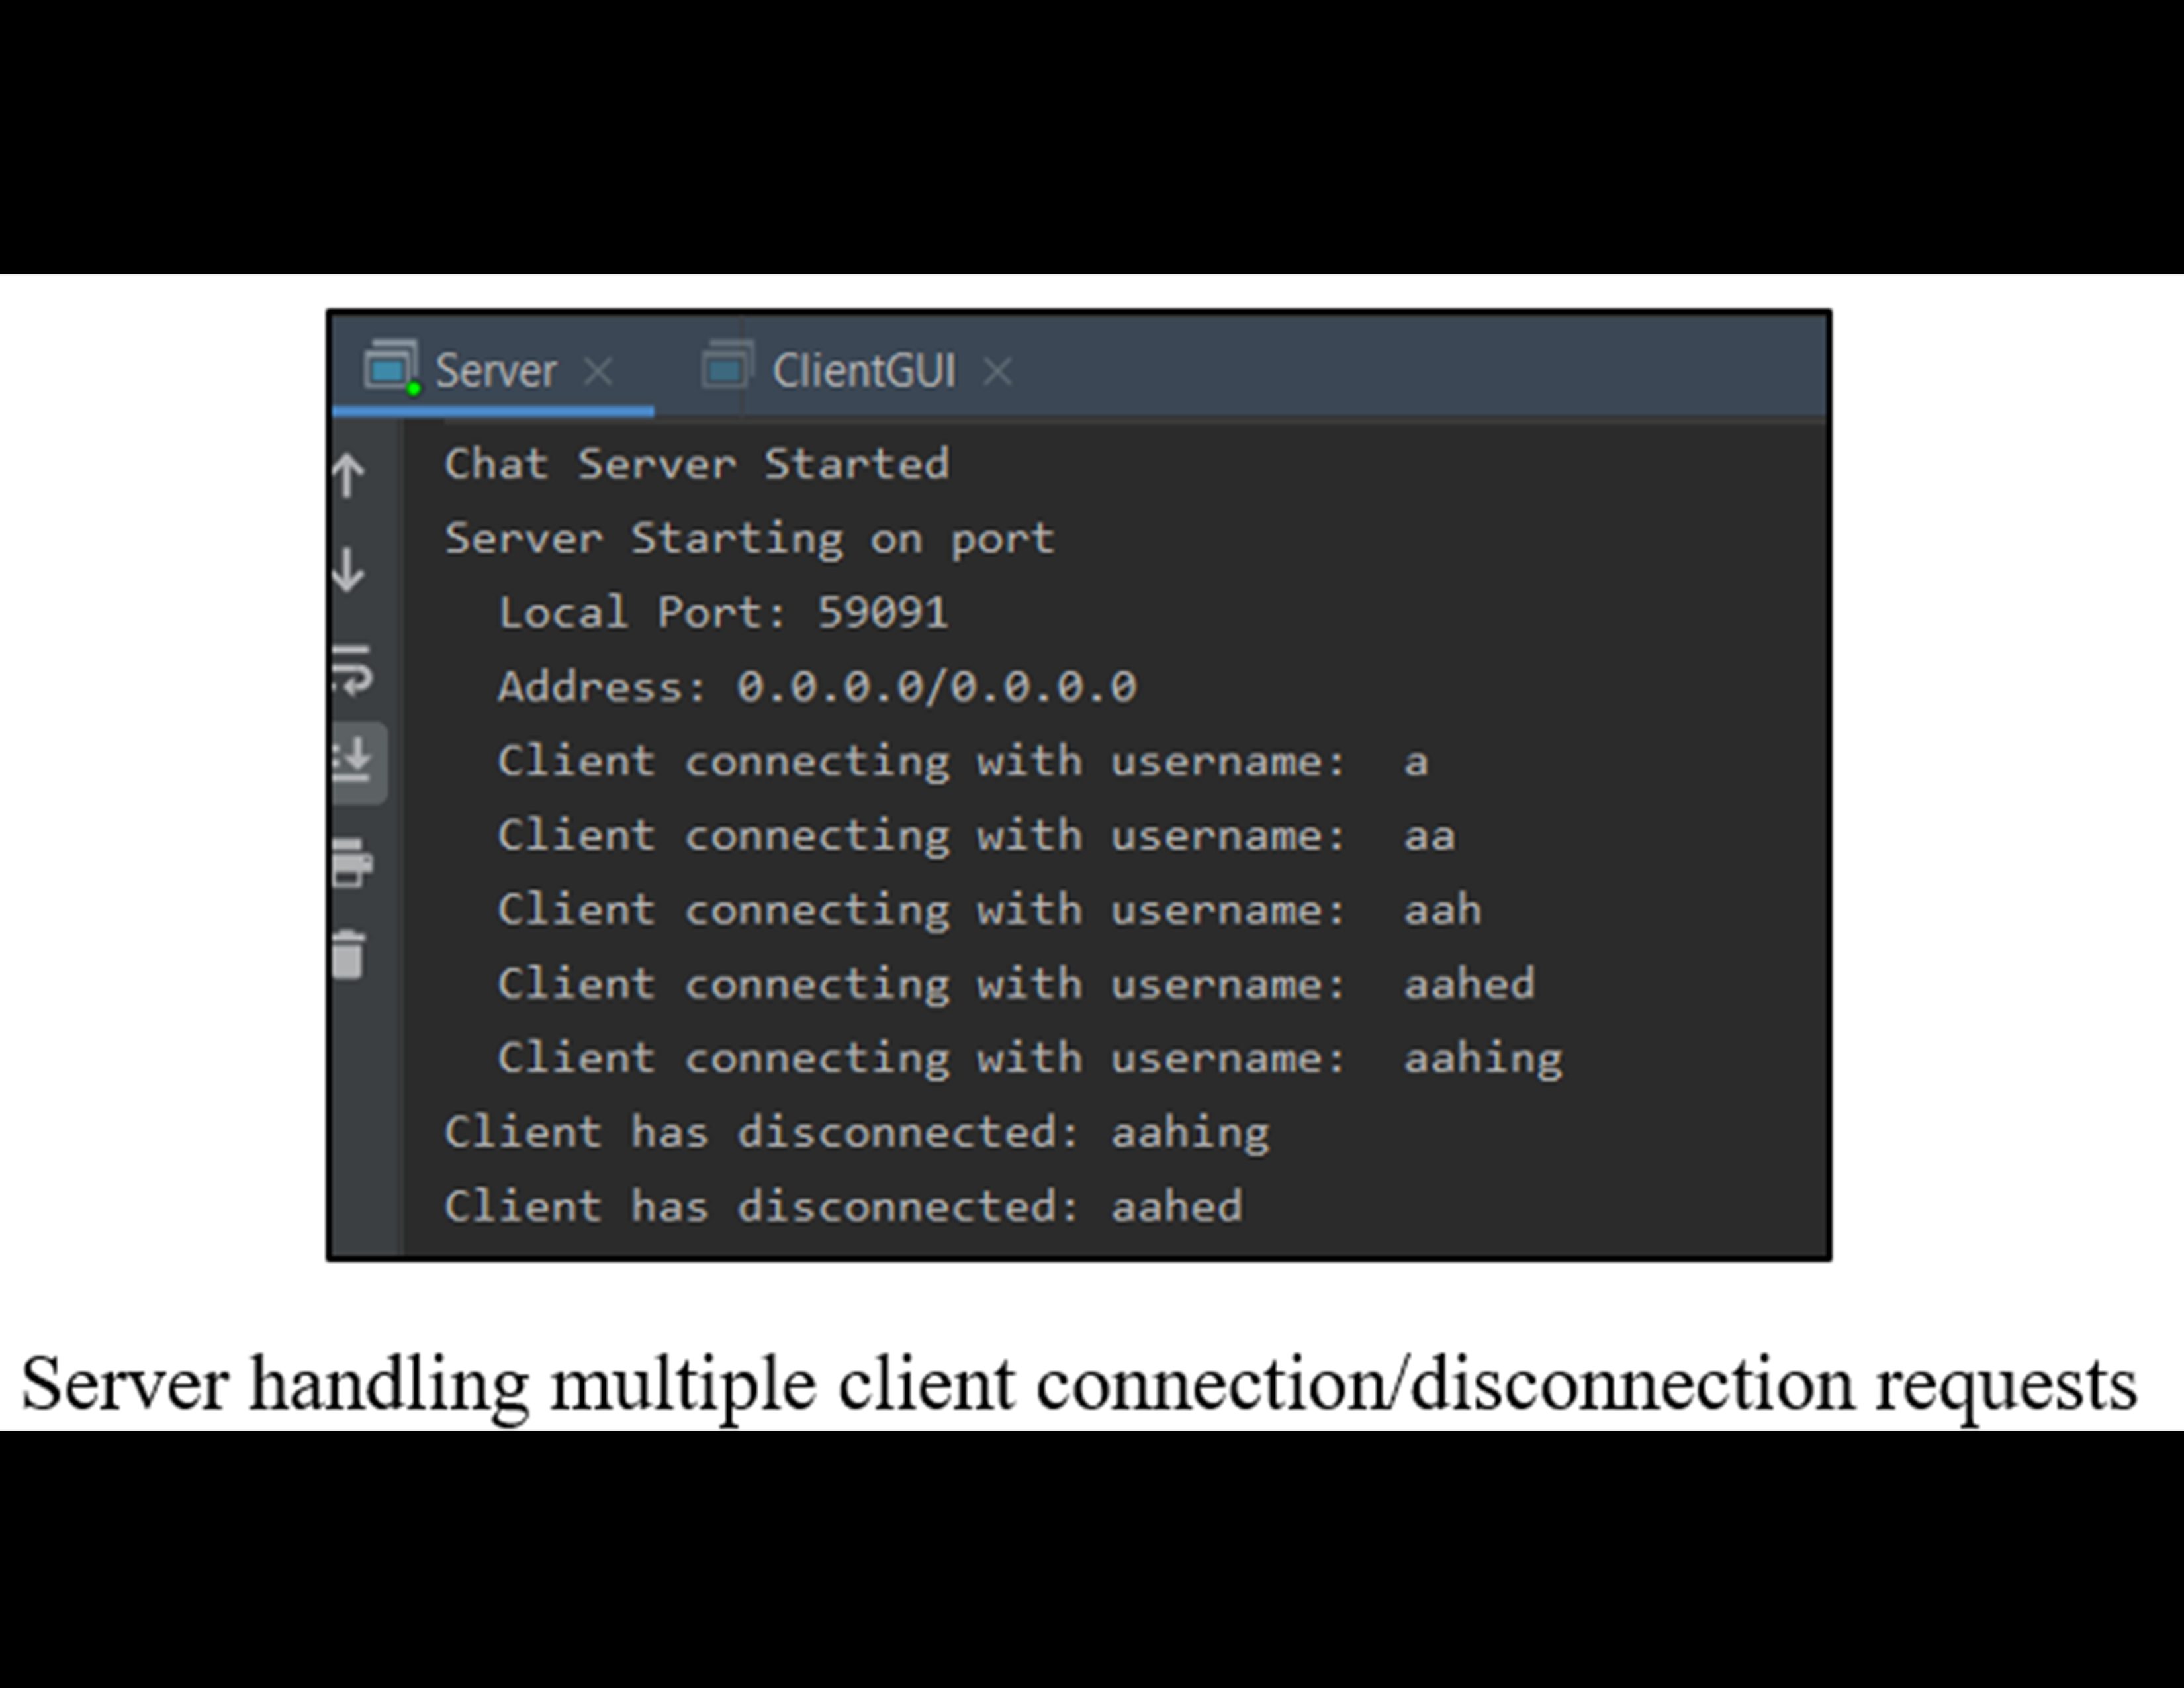 Server ClientGUI
Chat Server Started
Server Starting on port
Local Port: 59091
Address: 0.0.0.0/0.0.0.0
Client connecting with username:  a
Client connecting with username:  aa
Client connecting with username:  aah
Client connecting with username:  aahed
Client connecting with username:  aahing
Client has disconnected: aahing
Client has disconnected: aahed
Server handling multiple client connection/disconnection requests